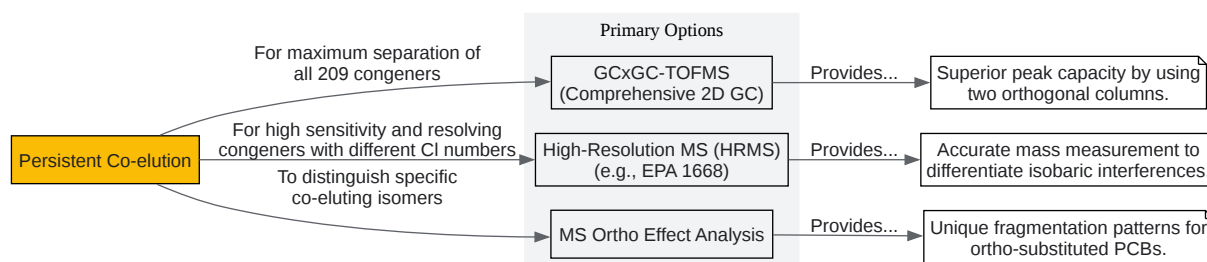 Primary Options
For maximum separation of
all 209 congeners
GCxGC-TOFMS
(Comprehensive 2D GC)
Provides...
Superior peak capacity by using
two orthogonal columns.
Persistent Co-elution
For high sensitivity and resolving
congeners with different Cl numbers
High-Resolution MS (HRMS)
(e.g., EPA 1668)
Provides...
Accurate mass measurement to
differentiate isobaric interferences.
To distinguish specific
co-eluting isomers
MS Ortho Effect Analysis
Provides...
Unique fragmentation patterns for
ortho-substituted PCBs.